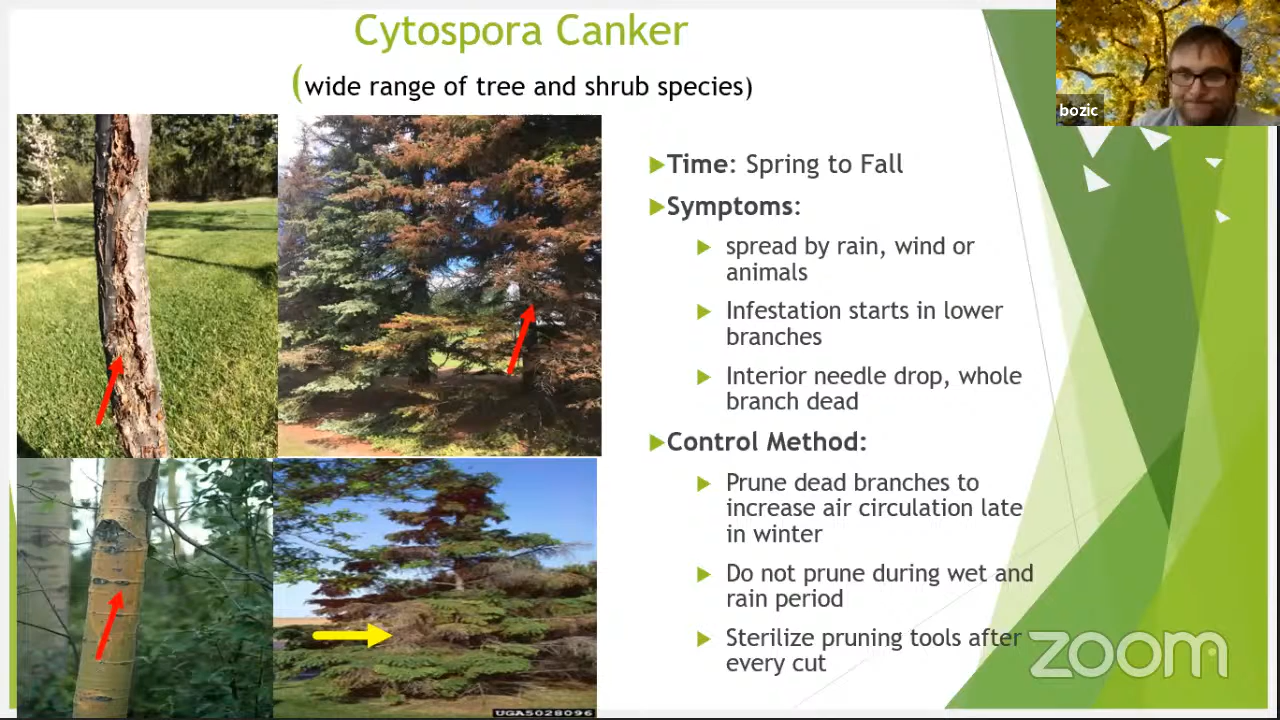 Cytospora Canker
(wide range of tree and shrub species)
bozic
Time: Spring to Fall
Symptoms:
spread by rain, wind or
animals
Infestation starts in lower
branches
Interior needle drop, whole
branch dead
Control Method:
Prune dead branches to
increase air circulation late
in winter
Do not prune during wet and
rain period
Sterilize pruning tools after
every cut
zoom
UGA5028096